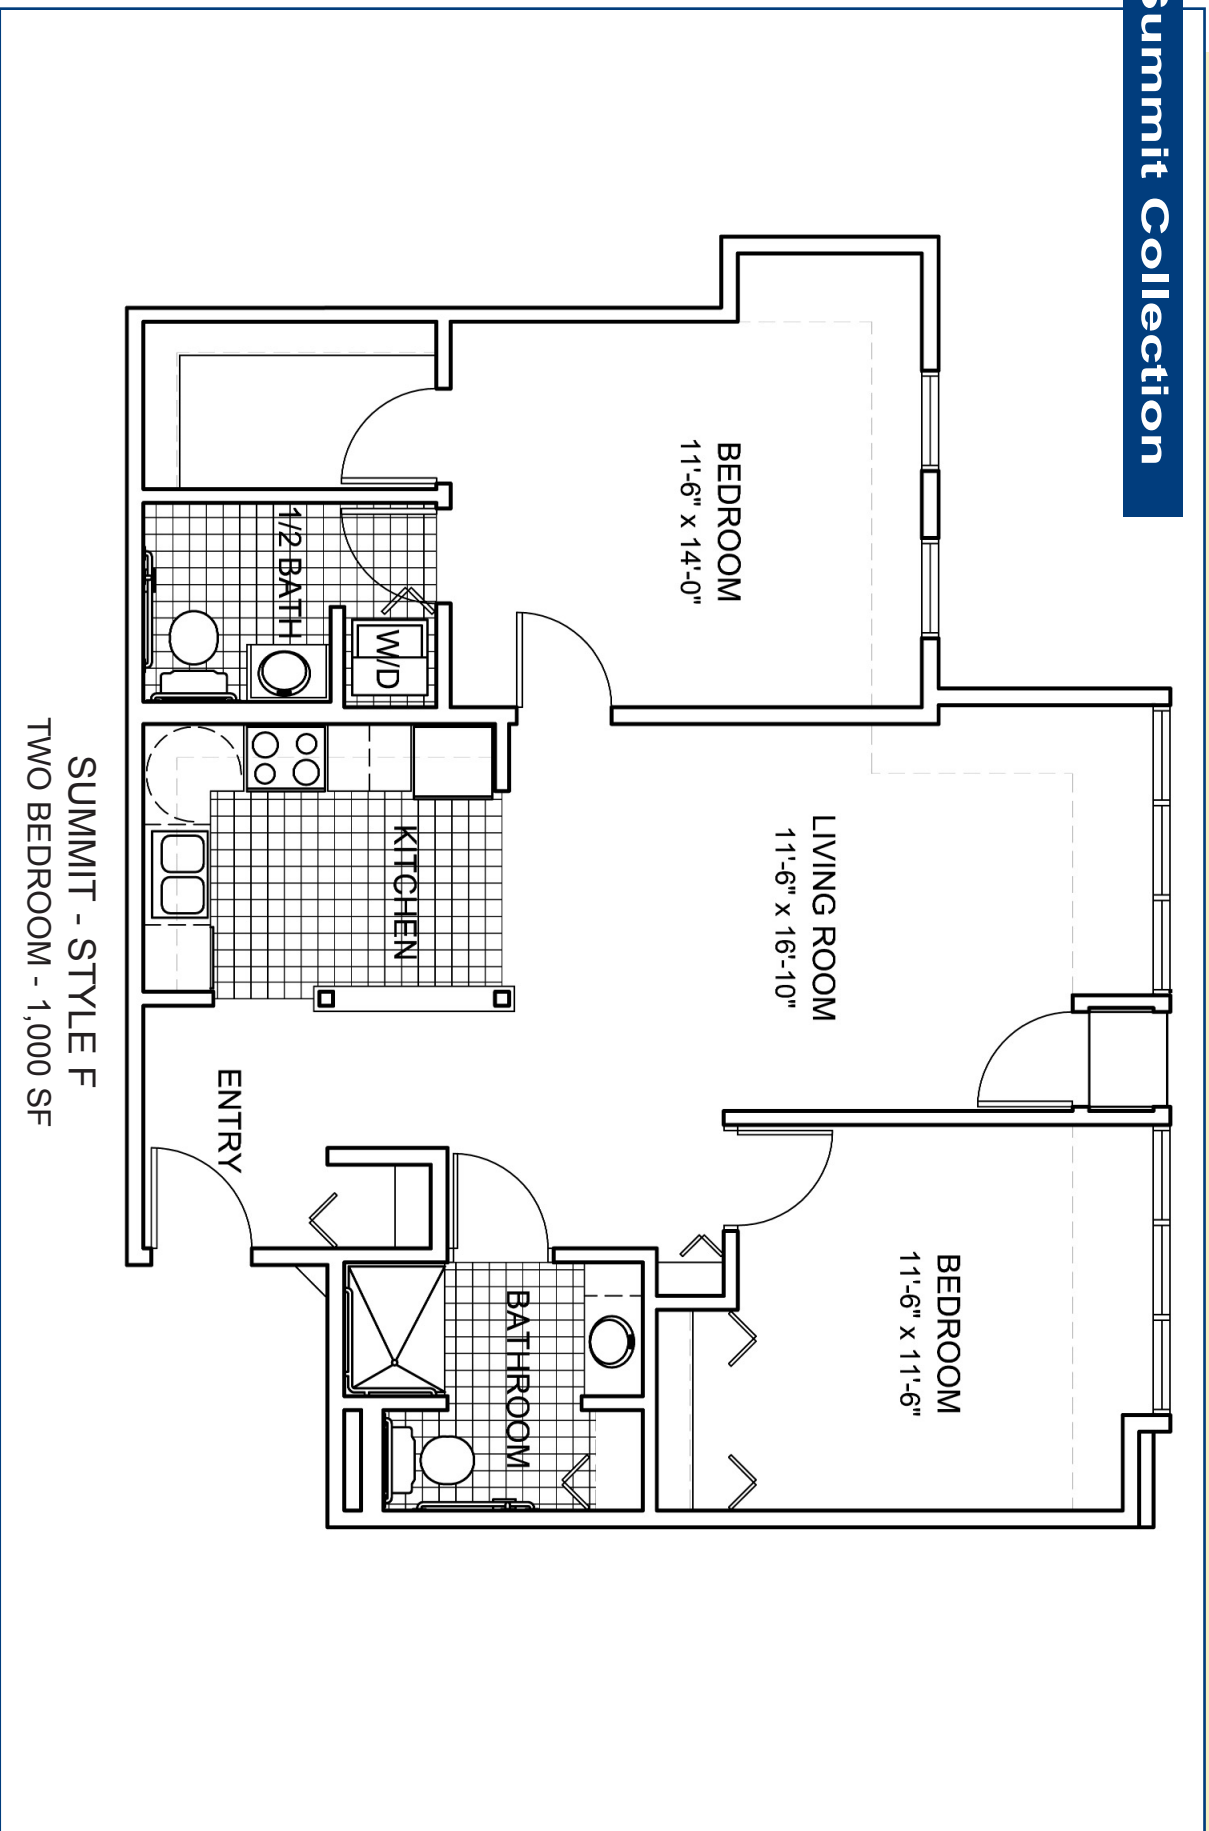 Summit Collection
BEDROOM
11'-6" x 14'-0"
LIVING ROOM
11'-6" x 16'-10"
BEDROOM
11'-6" x 11'-6"
1/2 BATH
W/D
KITCHEN
BATHROOM
ENTRY
SUMMIT - STYLE F
TWO BEDROOM - 1,000 SF